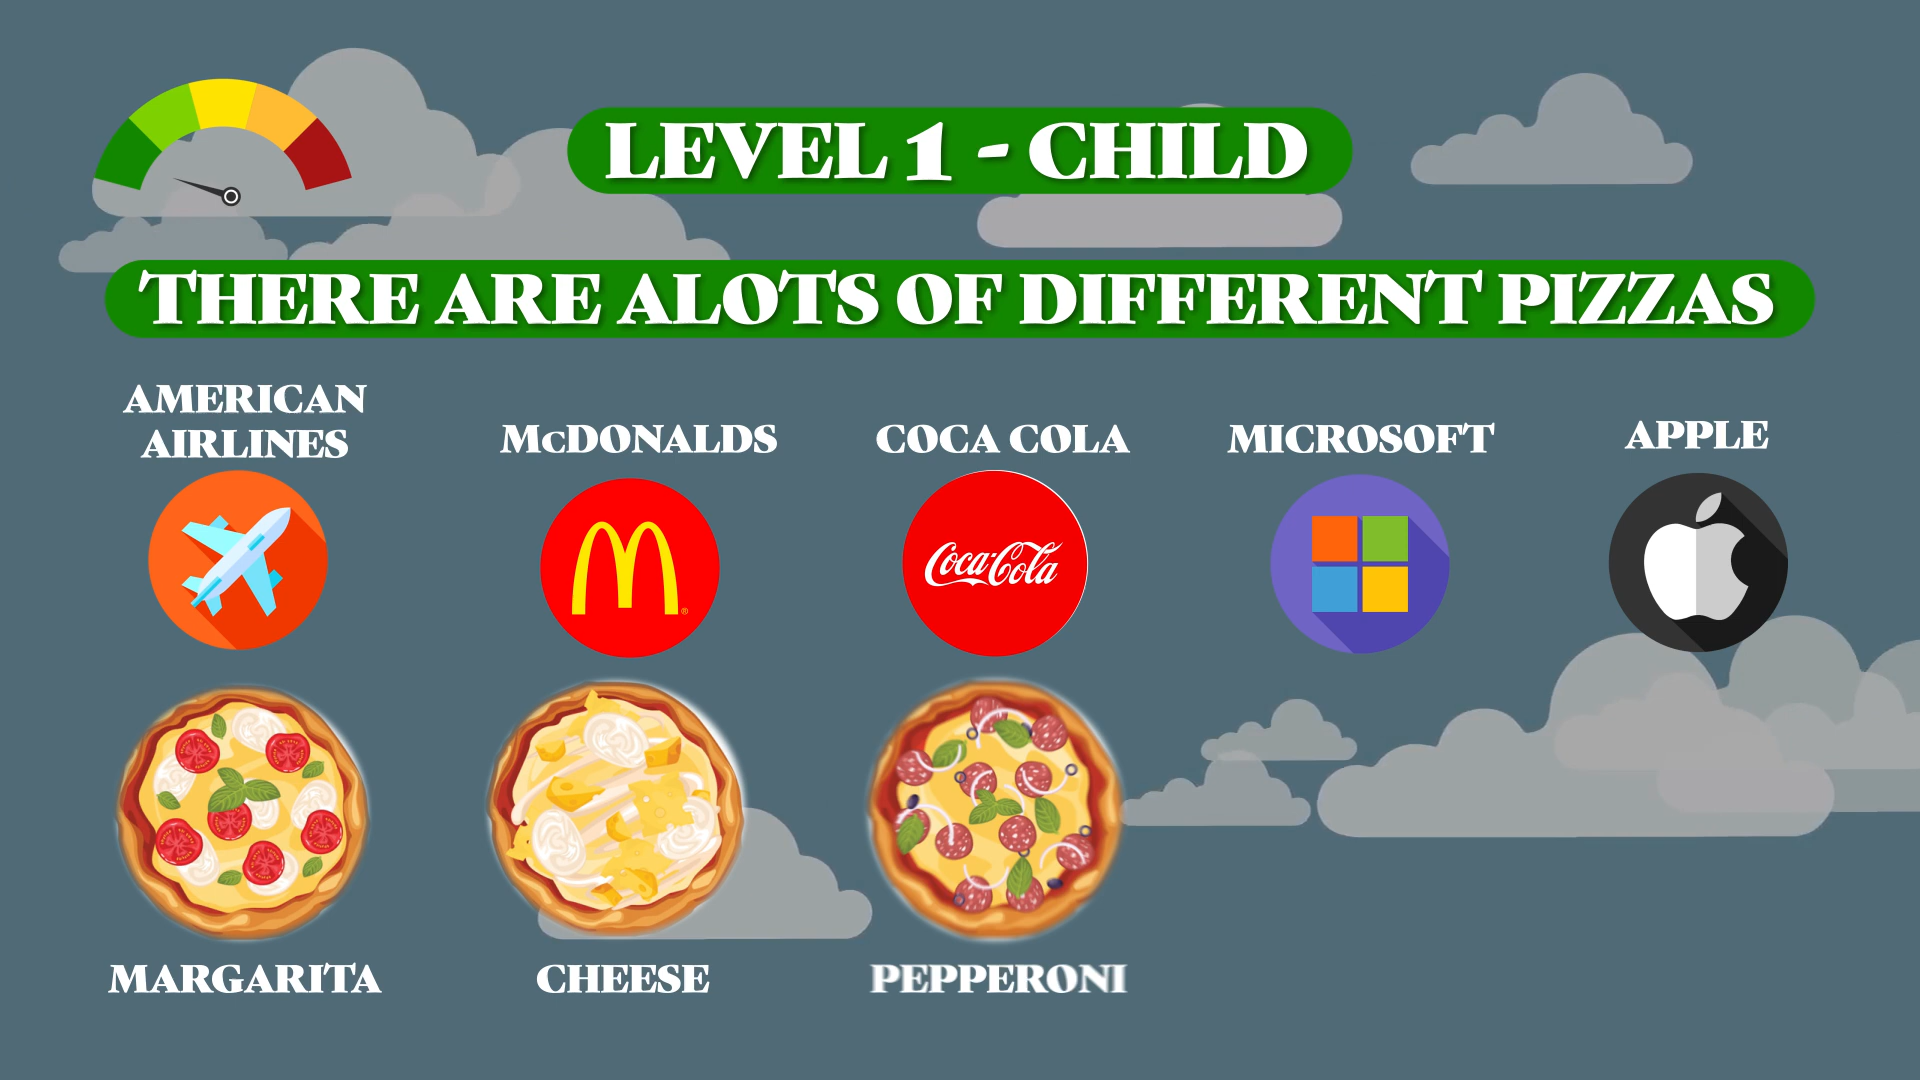 LEVEL 1 - CHILD
THERE ARE ALOTS OF DIFFERENT PIZZAS
AMERICAN
AIRLINES
McDONALDS
COCA COLA
MICROSOFT
APPLE
M®
Coca-Cola
MARGARITA
CHEESE
PEPPERONI